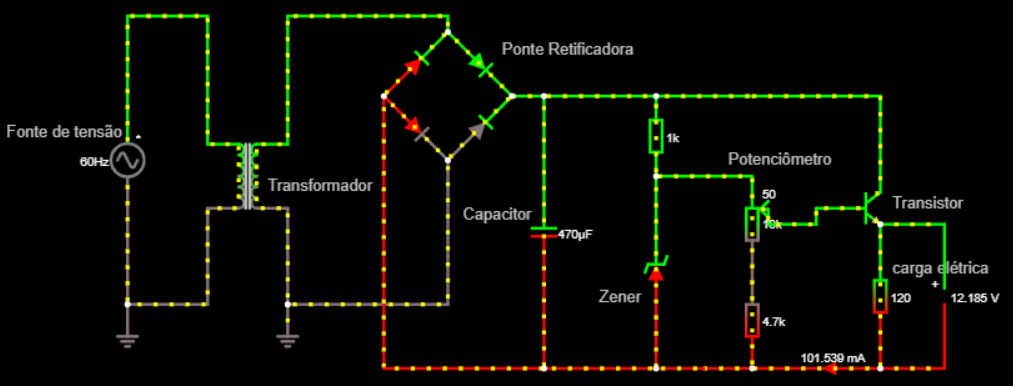 Ponte Retificadora
Fonte de tensão
60Hz
Transformador
1k
Potenciômetro
50
10k
Transistor
Capacitor
470µF
Zener
carga elétrica
+
120
12.185 V
4.7k
101.539 mA